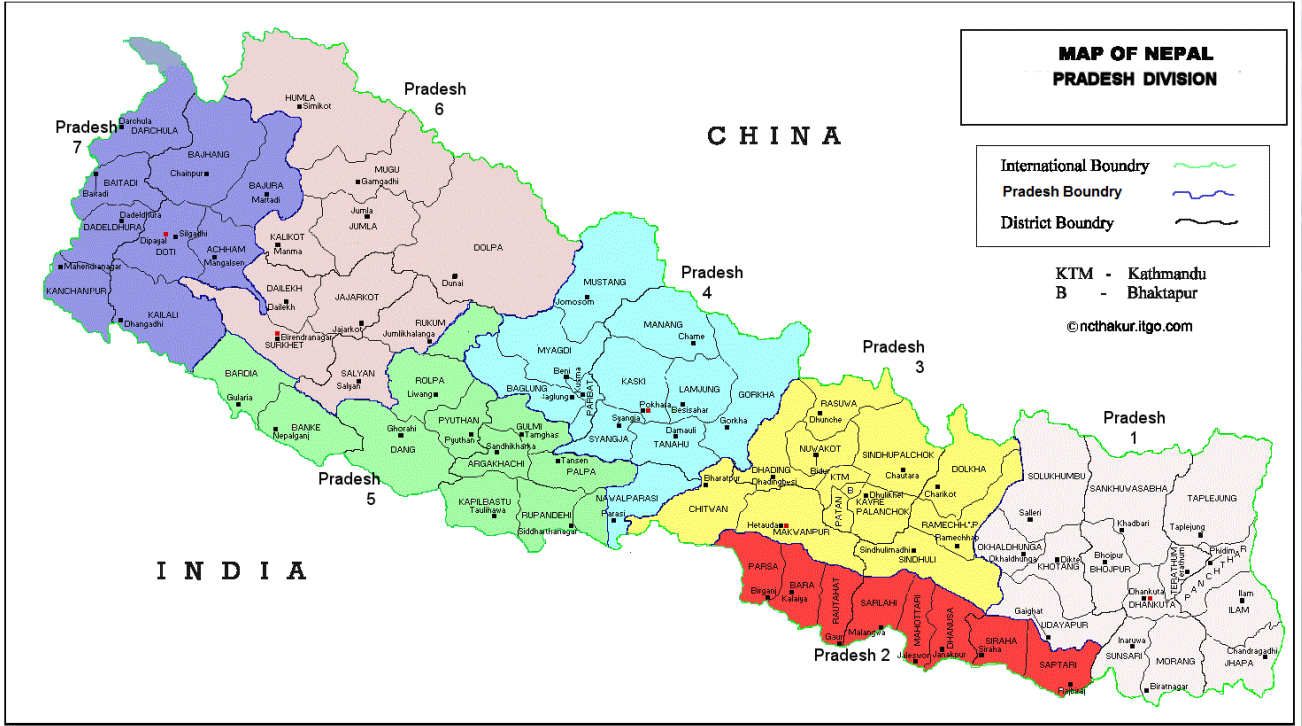 MAP OF NEPAL
PRADESH DIVISION
CHINA
INDIA
International Boundry
Pradesh Boundry
District Boundry
KTM - Kathmandu
B - Bhaktapur
©ncthakur.itgo.com
Pradesh
7
Darchula
DARCHULA
BAJHANG
Chainpur
BAITADI
Baitadi
BAJURA
Martadi
Dadeldhura
DADELDHURA
Dipayal
Silgadhi
DOTI
ACHHAM
Mangalsen
Mahendranagar
KANCHANPUR
KAILALI
Dhangadhi
Pradesh
6
HUMLA
Simikot
MUGU
Gamgadhi
Jumla
JUMLA
KALIKOT
Manma
DOLPA
Dunai
DAILEKH
Dailekh
JAJARKOT
Jajarkot
RUKUM
Jumlikhalanga
Birendranagar
SURKHET
SALYAN
Salyan
Pradesh
5
BARDIA
Gularia
BANKE
Nepalganj
ROLPA
Liwang
PYUTHAN
Pyuthan
Ghorahi
DANG
GULMI
Tamghas
Sandhikharka
ARGAKHACHI
Tansen
PALPA
KAPILBASTU
Taulihawa
RUPANDEHI
Siddharthanagar
NAVALPARASI
Parasi
Pradesh
4
MUSTANG
Jomosom
MANANG
Chame
MYAGDI
Beni
BAGLUNG
aglung
Kusma
PARBAT
KASKI
Pokhara
LAMJUNG
Besisahar
GORKHA
Gorkha
Syangja
SYANGJA
Damauli
TANAHU
Pradesh
3
RASUWA
Dhunche
NUVAKOT
Bidur
SINDHUPALCHOK
Chautara
DOLKHA
Charikot
DHADING
Dhadingbesi
KTM
B
Dhulikhel
KAVRE
PALANCHOK
PATAN
Bharatpur
CHITWAN
Hetauda
MAKWANPUR
RAMECHH
Ramechhap
Sindhulimadhi
SINDHULI
Pradesh 2
PARSA
Birganj
BARA
Kalaiya
RAUTAHAT
Gaur
SARLAHI
Malangwa
MAHOTTARI
Jaleswor
DHANUSA
Janakpur
SIRAHA
Siraha
SAPTARI
Rajbiraj
Pradesh
1
SOLUKHUMBU
Salleri
SANKHUWASABHA
Khadbari
TAPLEJUNG
Taplejung
OKHALDHUNGA
Okhaldhunga
Diktel
KHOTANG
Bhojpur
BHOJPUR
TERATHUM
Terathum
Phidim
PANCHTHAR
Dhankuta
DHANKUTA
Ilam
ILAM
Gaighat
UDAYAPUR
Inaruwa
SUNSARI
MORANG
Biratnagar
Chandragadhi
JHAPA